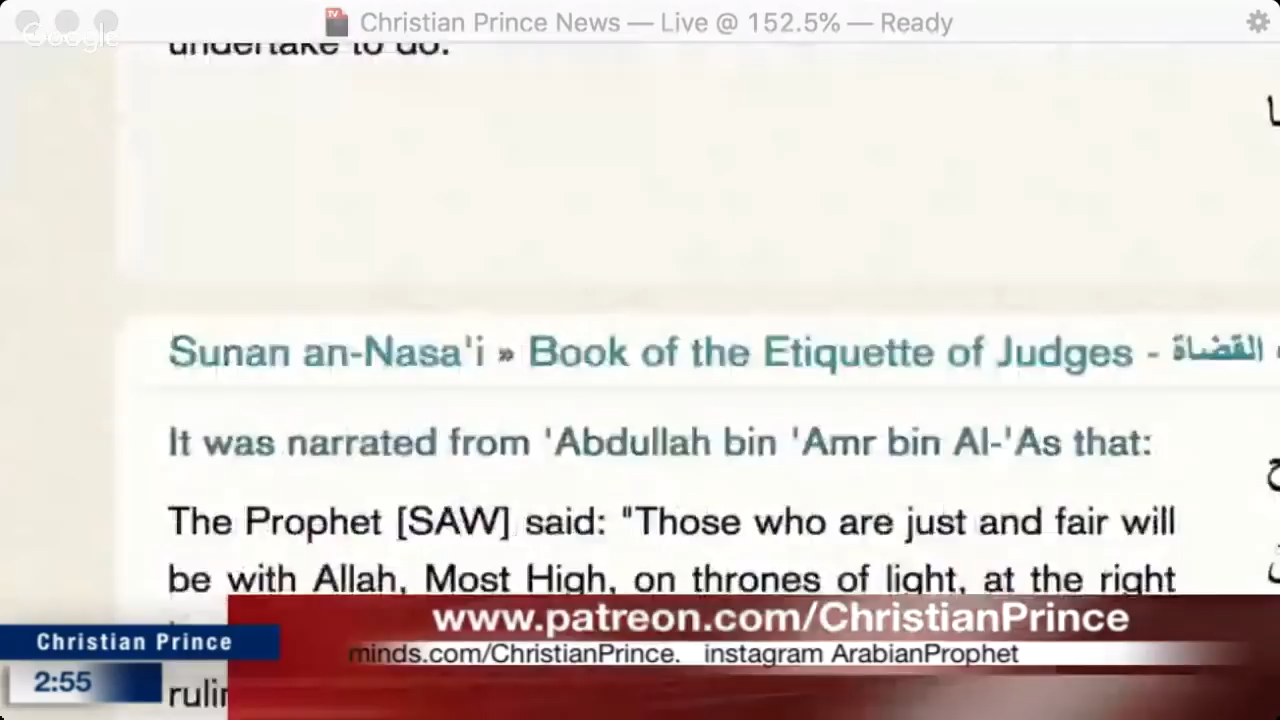 Google
Christian Prince News — Live @ 152.5% — Ready
undertake to do.
Sunan an-Nasa'i » Book of the Etiquette of Judges - القضاة
It was narrated from 'Abdullah bin 'Amr bin Al-'As that:
The Prophet [SAW] said: "Those who are just and fair will
be with Allah, Most High, on thrones of light, at the right
www.patreon.com/ChristianPrince
Christian Prince
minds.com/ChristianPrince. instagram ArabianProphet
2:55